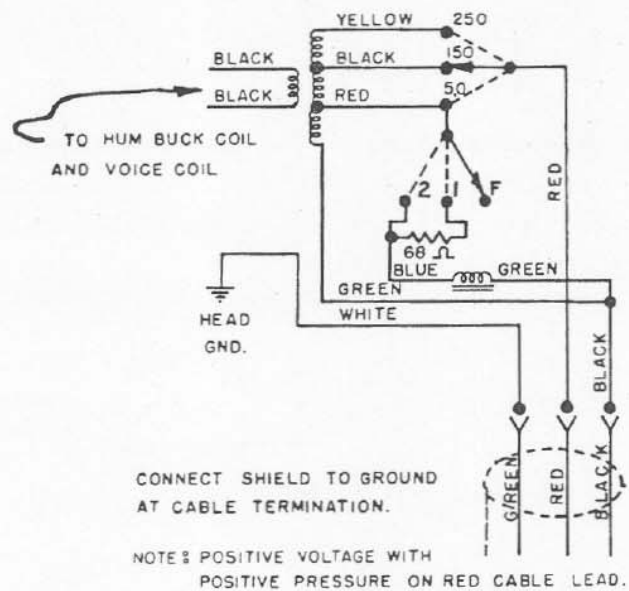 YELLOW 250
BLACK BLACK 150
BLACK RED 50
TO HUM BUCK COIL
AND VOICE COIL
2 1 F
RED
68 Ω
BLUE GREEN
GREEN
WHITE
HEAD
GND.
BLACK
CONNECT SHIELD TO GROUND
AT CABLE TERMINATION.
GREEN RED BLACK
NOTE: POSITIVE VOLTAGE WITH
POSITIVE PRESSURE ON RED CABLE LEAD.